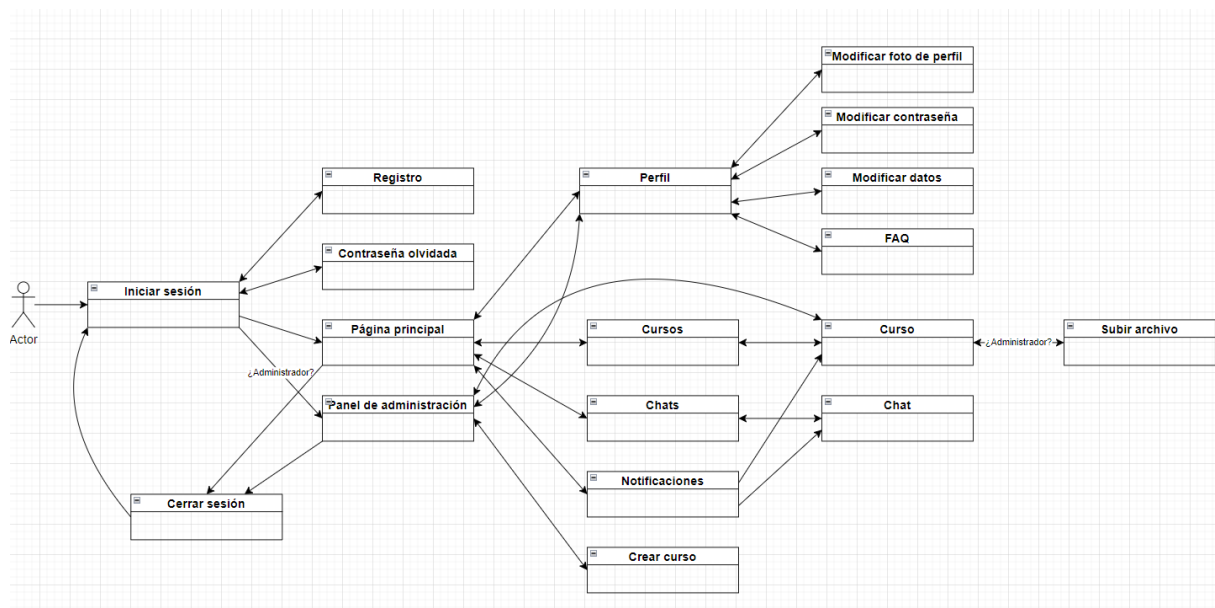 Modificar foto de perfil
Modificar contraseña
Registro
Perfil
Modificar datos
Contraseña olvidada
FAQ
Iniciar sesión
Actor
Página principal
Cursos
Curso
¿Administrador?
Subir archivo
¿Administrador?
Panel de administración
Chats
Chat
Notificaciones
Cerrar sesión
Crear curso